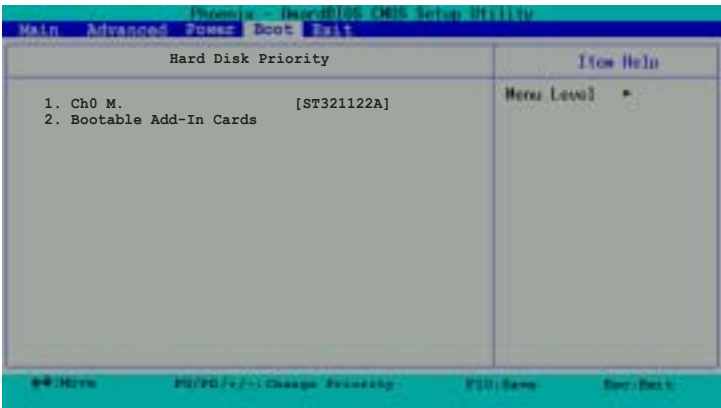 Phoenix - AwardBIOS CMOS Setup Utility
Main Advanced Power Boot Exit
Hard Disk Priority
Item Help
1. Ch0 M. [ST321122A]
Menu Level ►
2. Bootable Add-In Cards
:Move PU/PD/+/-:Change Priority F10:Save Esc:Exit